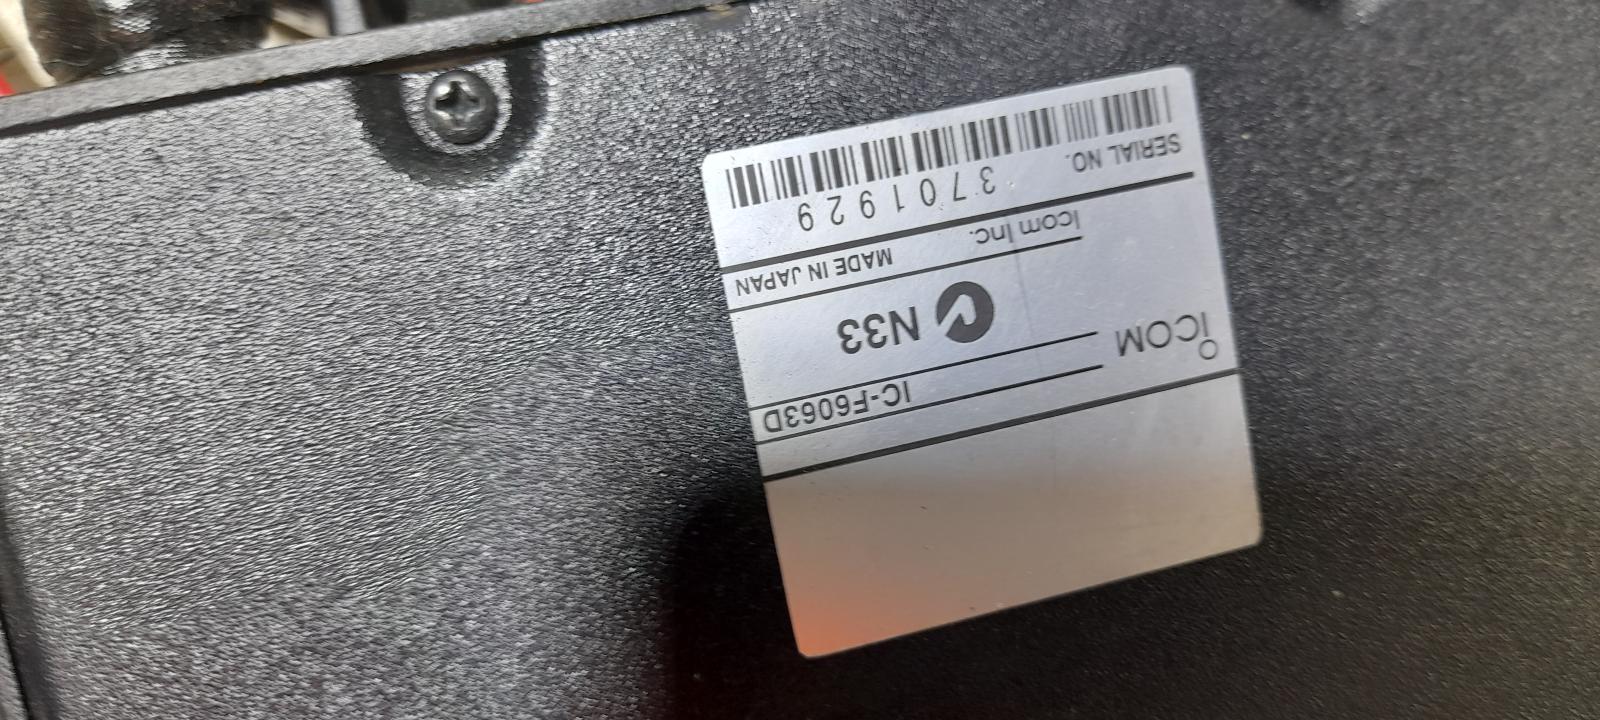 iCOM
IC-F6063D
N33
Icom Inc.
MADE IN JAPAN
SERIAL NO.
3701929